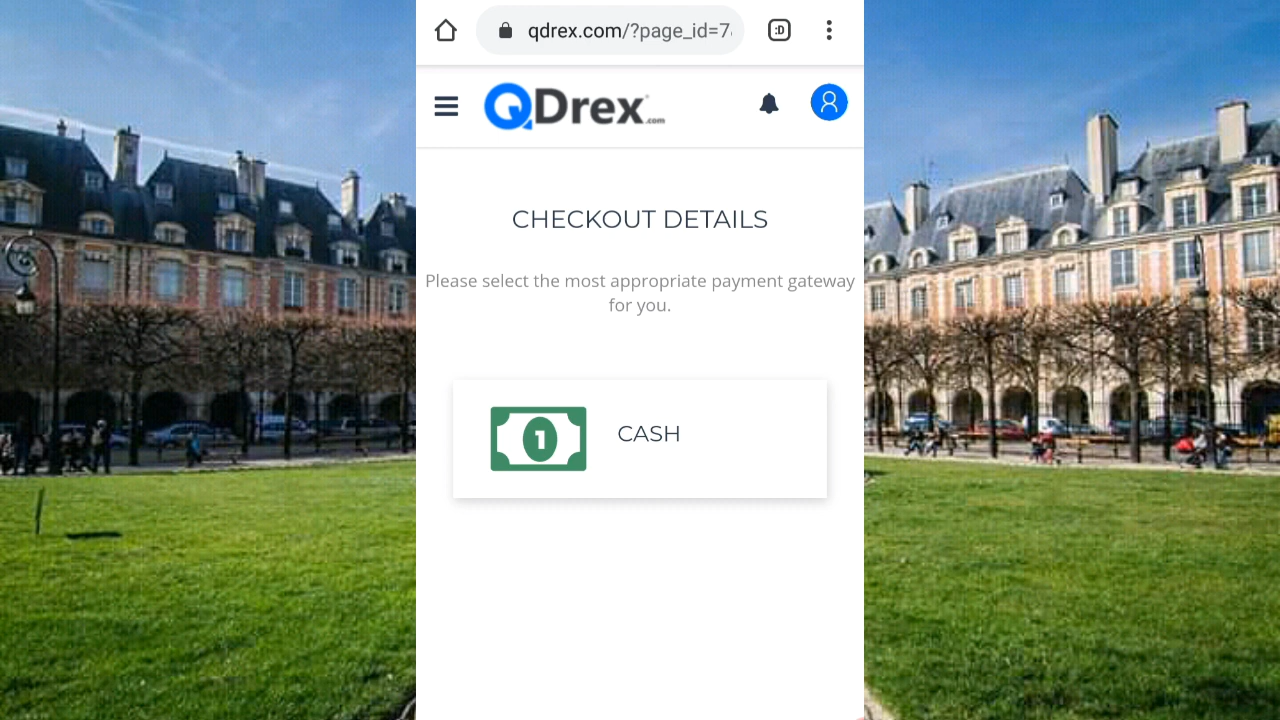 qdrex.com/?page_id=7
:D
QDrex.com
CHECKOUT DETAILS
Please select the most appropriate payment gateway
for you.
1
CASH